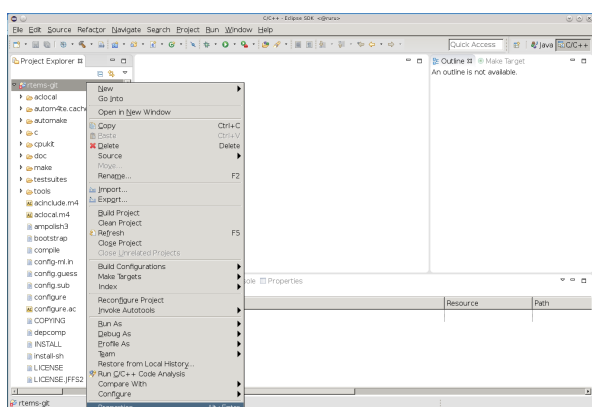 C/C++ - Eclipse SDK <@ruru>
File Edit Source Refactor Navigate Search Project Run Window Help
Quick Access Java C/C++
Project Explorer
Outline Make Target
An outline is not available.
rtems-git
aclocal
autom4te.cache
automake
c
cpukit
doc
make
testsuites
tools
acinclude.m4
aclocal.m4
ampolish3
bootstrap
compile
config-ml.in
config.guess
config.sub
configure
configure.ac
COPYING
depcomp
INSTALL
install-sh
LICENSE
LICENSE.JFFS2
New
Go Into
Open in New Window
Copy Ctrl+C
Paste Ctrl+V
Delete Delete
Source
Move...
Rename... F2
Import...
Export...
Build Project
Clean Project
Refresh F5
Close Project
Close Unrelated Projects
Build Configurations
Make Targets
Index
Reconfigure Project
Invoke Autotools
Run As
Debug As
Profile As
Team
Restore from Local History...
Run C/C++ Code Analysis
Compare With
Configure
Properties Alt+Enter
sole Properties
Resource Path
rtems-git